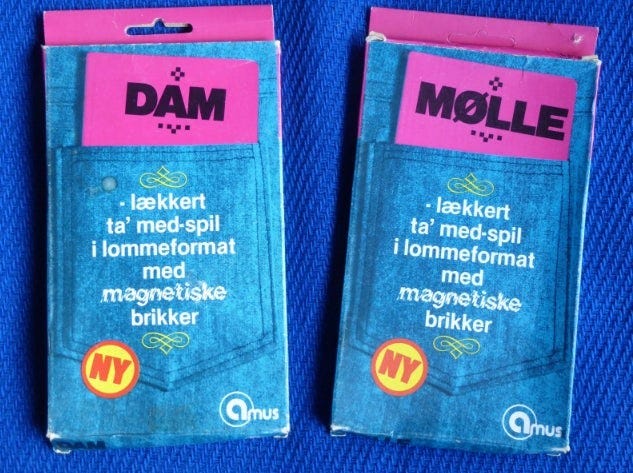 DAM
- lækkert
ta' med-spil
i lommeformat
med
magnetiske
brikker
NY
amus
DAM
MØLLE
- lækkert
ta' med-spil
i lommeformat
med
magnetiske
brikker
NY
amus